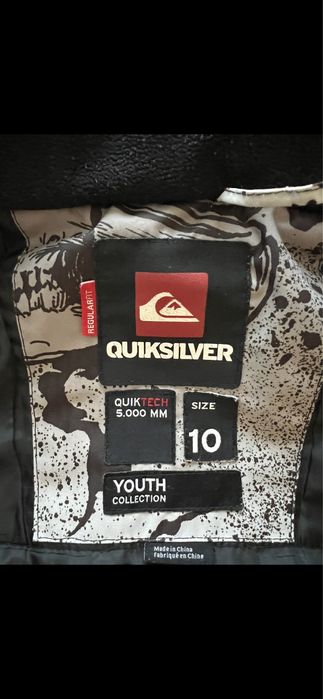 REGULAR FIT
QUIKSILVER
QUIKTECH
5.000 MM
SIZE
10
YOUTH
COLLECTION
Made in China
Fabriqué en Chine